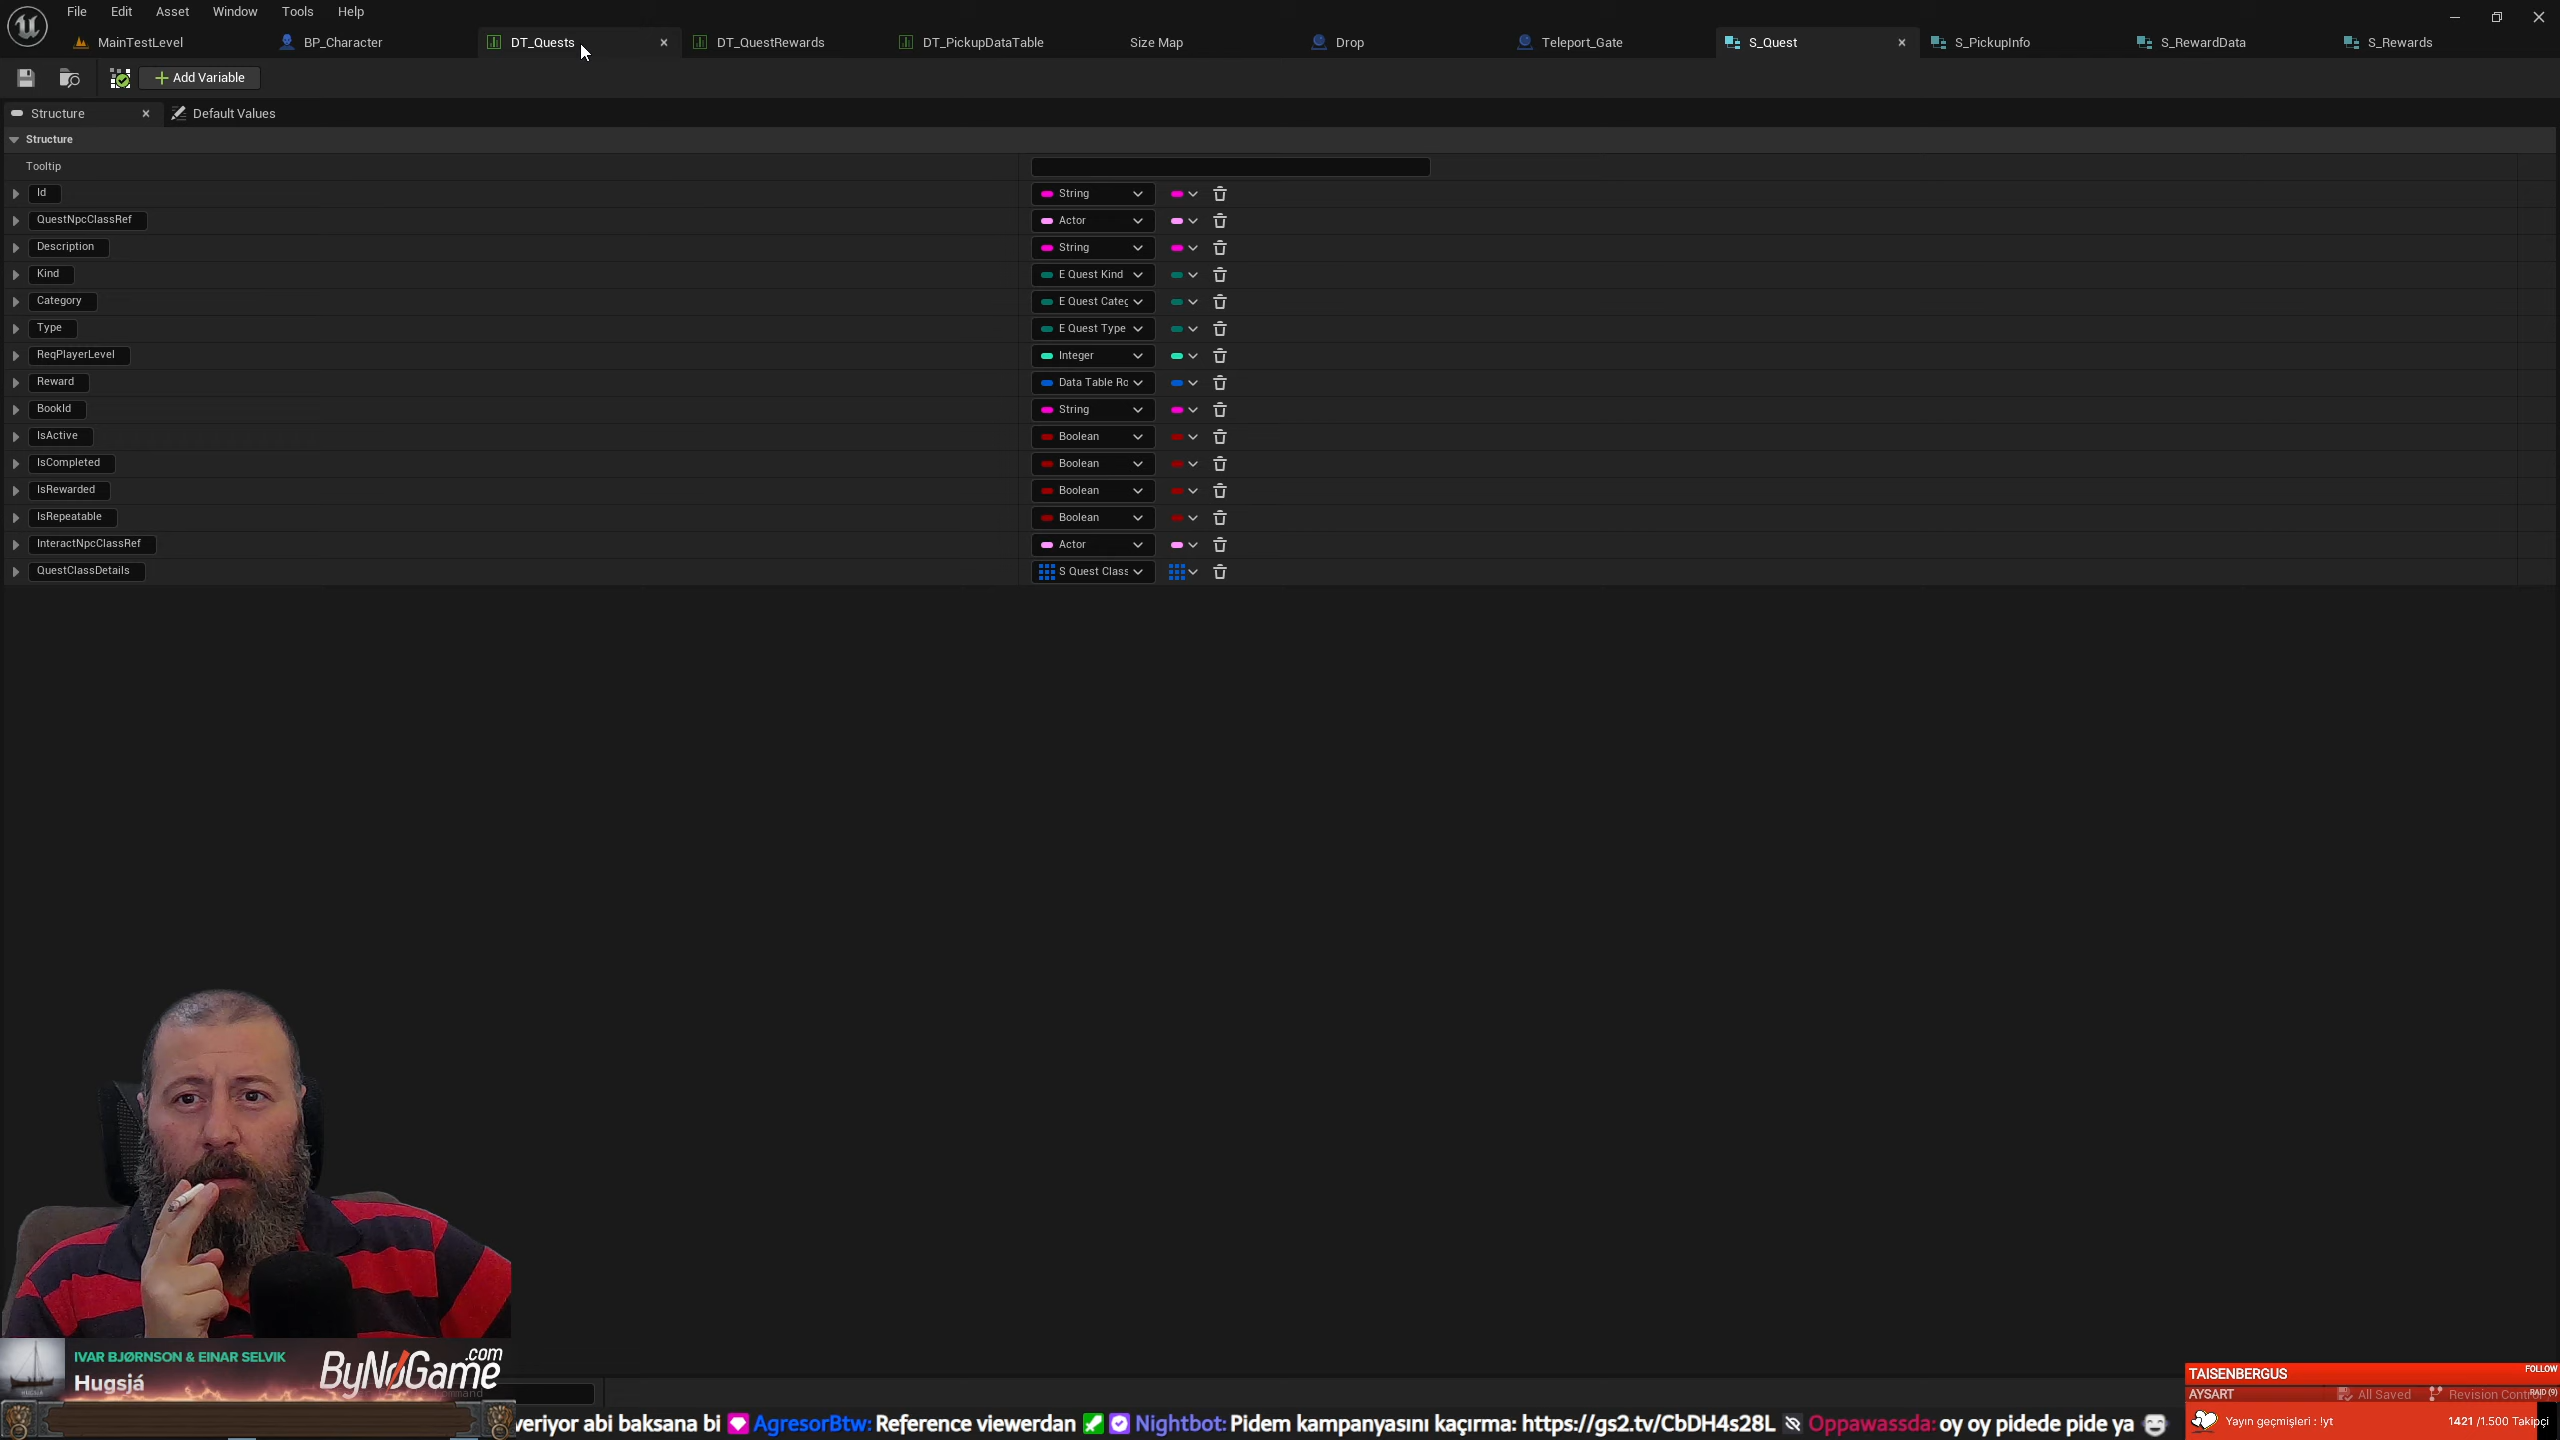 File Edit Asset Window Tools Help
MainTestLevel BP_Character DT_Quests DT_QuestRewards DT_PickupDataTable Size Map Drop Teleport_Gate S_Quest S_PickupInfo S_RewardData S_Rewards
Add Variable
Structure Default Values
Structure
Tooltip
Id String
QuestNpcClassRef Actor
Description String
Kind E Quest Kind
Category E Quest Categ
Type E Quest Type
ReqPlayerLevel Integer
Reward Data Table Ro
BookId String
IsActive Boolean
IsCompleted Boolean
IsRewarded Boolean
IsRepeatable Boolean
InteractNpcClassRef Actor
QuestClassDetails S Quest Class
IVAR BJØRNSON & EINAR SELVIK
Hugsjá
ByNoGame.com
TAISENBERGUS FOLLOW
AYSART RAID (9)
All Saved Revision Control
veriyor abi baksana bi AgresorBtw: Reference viewerdan Nightbot: Pidem kampanyasını kaçırma: https://gs2.tv/CbDH4s28L Oppawassda: oy oy pidede pide ya
Yayın geçmişleri : !yt 1421 /1.500 Takipçi